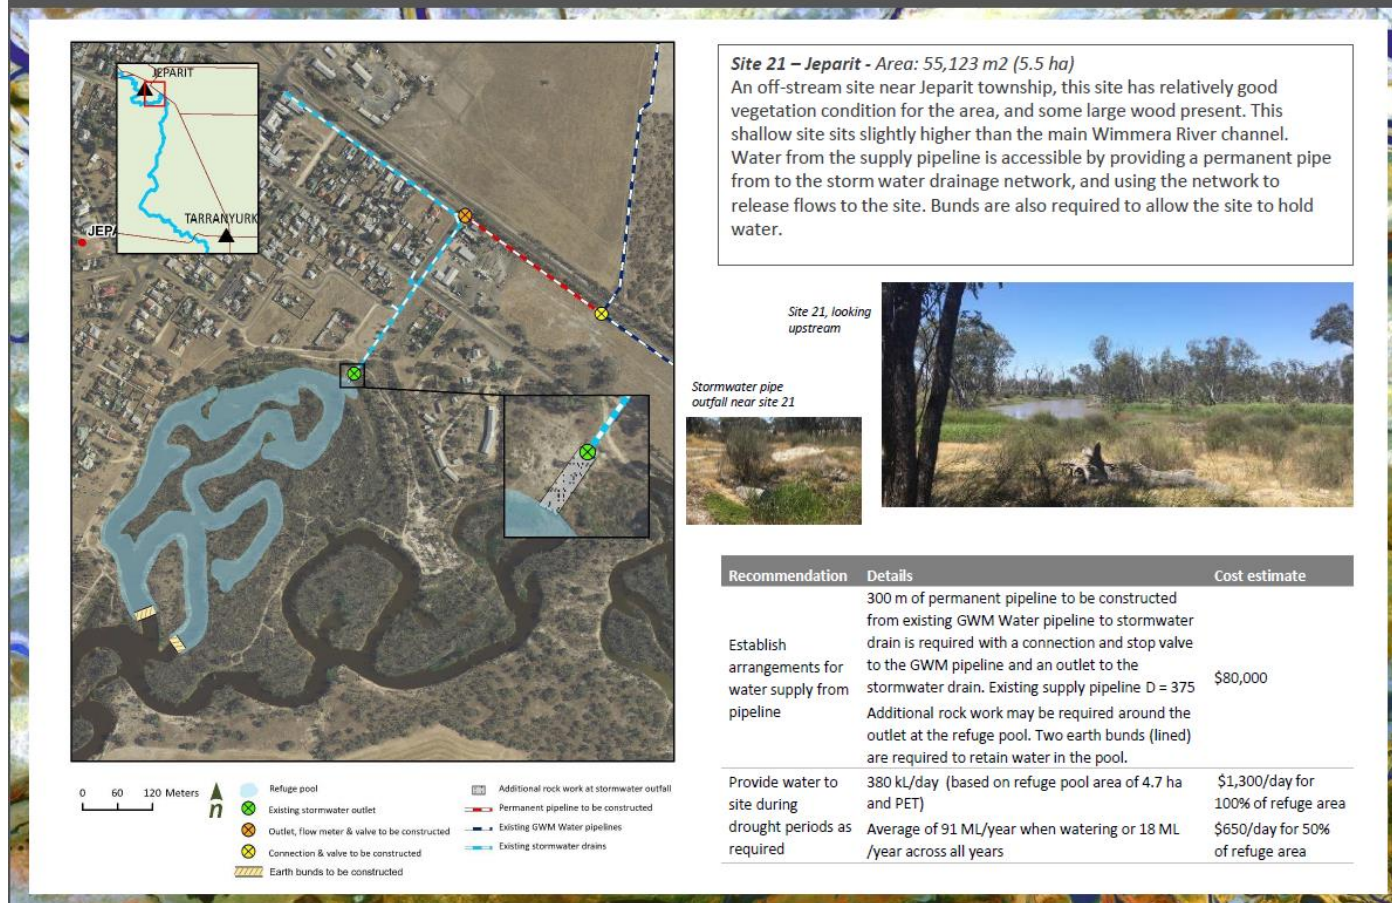 JEPARIT
TARRANYURK
JEPA
Site 21 – Jeparit - Area: 55,123 m2 (5.5 ha)
An off-stream site near Jeparit township, this site has relatively good
vegetation condition for the area, and some large wood present. This
shallow site sits slightly higher than the main Wimmera River channel.
Water from the supply pipeline is accessible by providing a permanent pipe
from to the storm water drainage network, and using the network to
release flows to the site. Bunds are also required to allow the site to hold
water.
Site 21, looking
upstream
Stormwater pipe
outfall near site 21
0 60 120 Meters
n
Refuge pool
Existing stormwater outlet
Outlet, flow meter & valve to be constructed
Connection & valve to be constructed
Earth bunds to be constructed
Additional rock work at stormwater outfall
Permanent pipeline to be constructed
Existing GWM Water pipelines
Existing stormwater drains
Recommendation Details Cost estimate
Establish
arrangements for
water supply from
pipeline
300 m of permanent pipeline to be constructed
from existing GWM Water pipeline to stormwater
drain is required with a connection and stop valve
to the GWM pipeline and an outlet to the
stormwater drain. Existing supply pipeline D = 375
Additional rock work may be required around the
outlet at the refuge pool. Two earth bunds (lined)
are required to retain water in the pool.
$80,000
Provide water to
site during
drought periods as
required
380 kL/day (based on refuge pool area of 4.7 ha
and PET)
Average of 91 ML/year when watering or 18 ML
/year across all years
$1,300/day for
100% of refuge area
$650/day for 50%
of refuge area